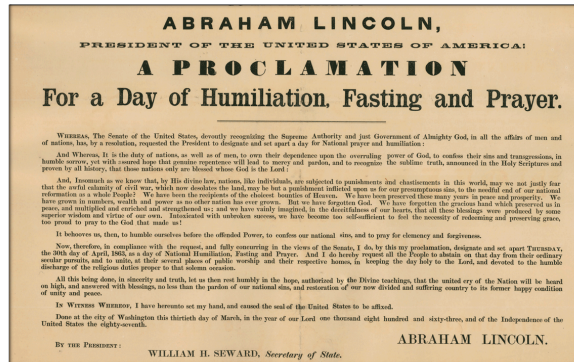 ABRAHAM LINCOLN,
PRESIDENT OF THE UNITED STATES OF AMERICA:
A PROCLAMATION
For a Day of Humiliation, Fasting and Prayer.
WHEREAS, The Senate of the United States, devoutly recognizing the Supreme Authority and just Government of Almighty God, in all the affairs of men and
of nations, has, by a resolution, requested the President to designate and set apart a day for National prayer and humiliation:
And Whereas, It is the duty of nations, as well as of men, to own their dependence upon the overruling power of God, to confess their sins and transgressions, in
humble sorrow, yet with assured hope that genuine repentance will lead to mercy and pardon, and to recognize the sublime truth, announced in the Holy Scriptures and
proven by all history, that those nations only are blessed whose God is the Lord:
And, Insomuch as we know that, by His divine law, nations, like individuals, are subjected to punishments and chastisements in this world, may we not justly fear
that the awful calamity of civil war, which now desolates the land, may be but a punishment inflicted upon us for our presumptuous sins, to the needful end of our national
reformation as a whole People? We have been the recipients of the choicest bounties of Heaven. We have been preserved these many years in peace and prosperity. We
have grown in numbers, wealth and power as no other nation has ever grown. But we have forgotten God. We have forgotten the gracious hand which preserved us in
peace, and multiplied and enriched and strengthened us; and we have vainly imagined, in the deceitfulness of our hearts, that all these blessings were produced by some
superior wisdom and virtue of our own. Intoxicated with unbroken success, we have become too self-sufficient to feel the necessity of redeeming and preserving grace,
too proud to pray to the God that made us!
It behooves us, then, to humble ourselves before the offended Power, to confess our national sins, and to pray for clemency and forgiveness.
Now, therefore, in compliance with the request, and fully concurring in the views of the Senate, I do, by this my proclamation, designate and set apart THURSDAY,
the 30th day of April, 1863, as a day of National Humiliation, Fasting and Prayer. And I do hereby request all the People to abstain on that day from their ordinary
secular pursuits, and to unite, at their several places of public worship and their respective homes, in keeping the day holy to the Lord, and devoted to the humble
discharge of the religious duties proper to that solemn occasion.
All this being done, in sincerity and truth, let us then rest humbly in the hope, authorized by the Divine teachings, that the united cry of the Nation will be heard
on high, and answered with blessings, no less than the pardon of our national sins, and restoration of our now divided and suffering country to its former happy condition
of unity and peace.
IN WITNESS WHEREOF, I have hereunto set my hand, and caused the seal of the United States to be affixed.
Done at the city of Washington this thirtieth day of March, in the year of our Lord one thousand eight hundred and sixty-three, and of the Independence of the
United States the eighty-seventh.
ABRAHAM LINCOLN.
BY THE PRESIDENT:
WILLIAM H. SEWARD, Secretary of State.